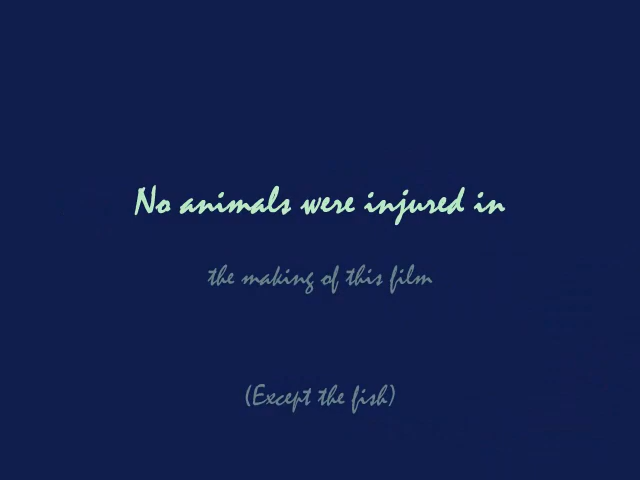 No animals were injured in
the making of this film
(Except the fish)